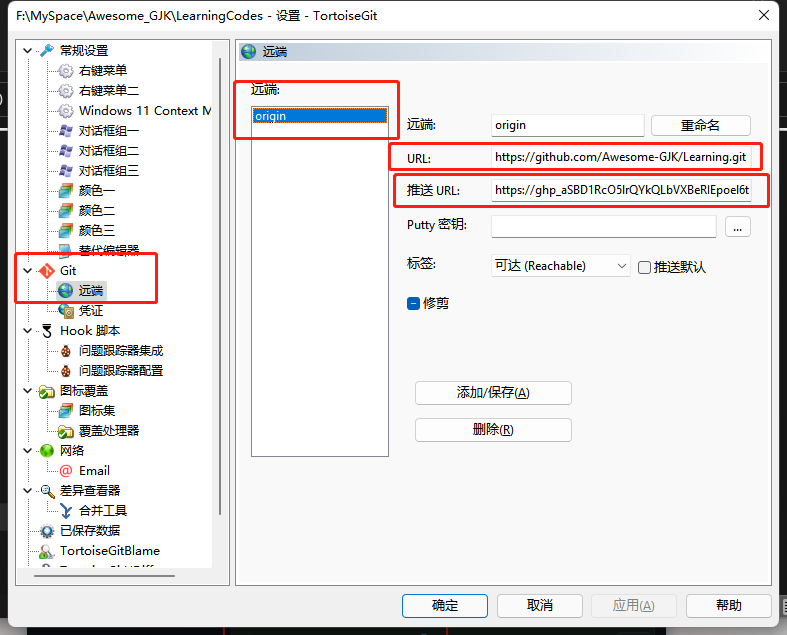 F:\MySpace\Awesome_GJK\LearningCodes - 设置 - TortoiseGit
常规设置
右键菜单
右键菜单二
Windows 11 Context M
对话框组一
对话框组二
对话框组三
颜色一
颜色二
颜色三
替代编辑器
Git
远端
凭证
Hook 脚本
问题跟踪器集成
问题跟踪器配置
图标覆盖
图标集
覆盖处理器
网络
Email
差异查看器
合并工具
已保存数据
TortoiseGitBlame
远端
远端:
origin
远端: origin 重命名
URL: https://github.com/Awesome-GJK/Learning.git
推送 URL:
Putty 密钥: ...
标签: 可达 (Reachable) 推送默认
修剪
添加/保存(A)
删除(R)
确定 取消 应用(A) 帮助